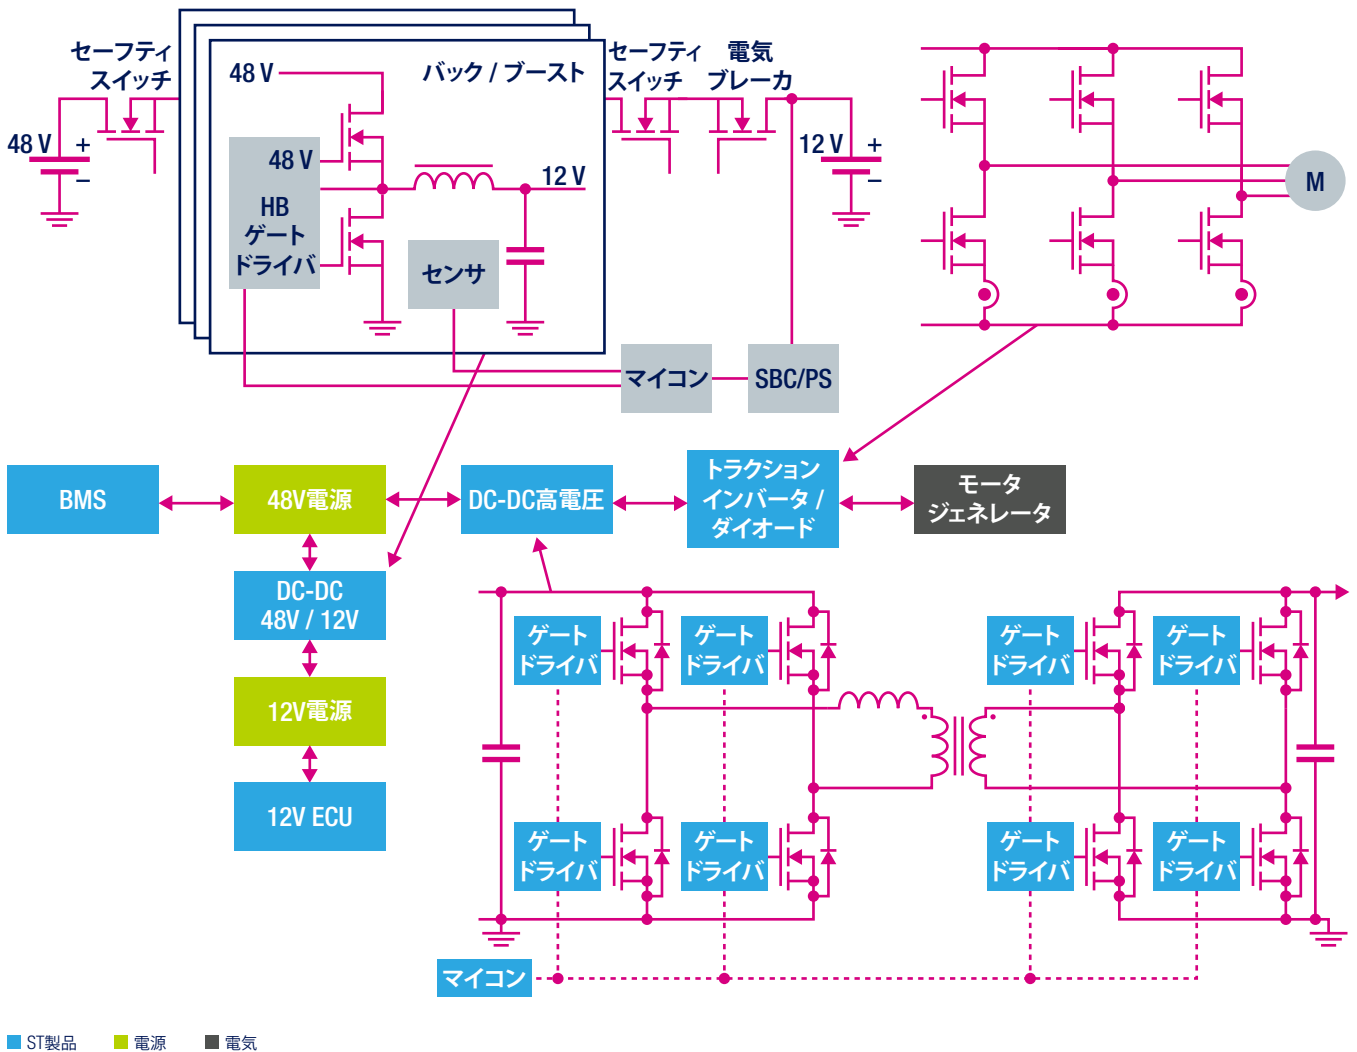 セーフティ
スイッチ
48 V
+
–
48 V
バック / ブースト
48 V
HB
ゲート
ドライバ
12 V
センサ
セーフティ
スイッチ
電気
ブレーカ
12 V
+
–
M
マイコン
SBC/PS
BMS
48V電源
DC-DC高電圧
トラクション
インバータ /
ダイオード
モータ
ジェネレータ
DC-DC
48V / 12V
12V電源
12V ECU
ゲート
ドライバ
ゲート
ドライバ
ゲート
ドライバ
ゲート
ドライバ
ゲート
ドライバ
ゲート
ドライバ
ゲート
ドライバ
ゲート
ドライバ
マイコン
ST製品
電源
電気